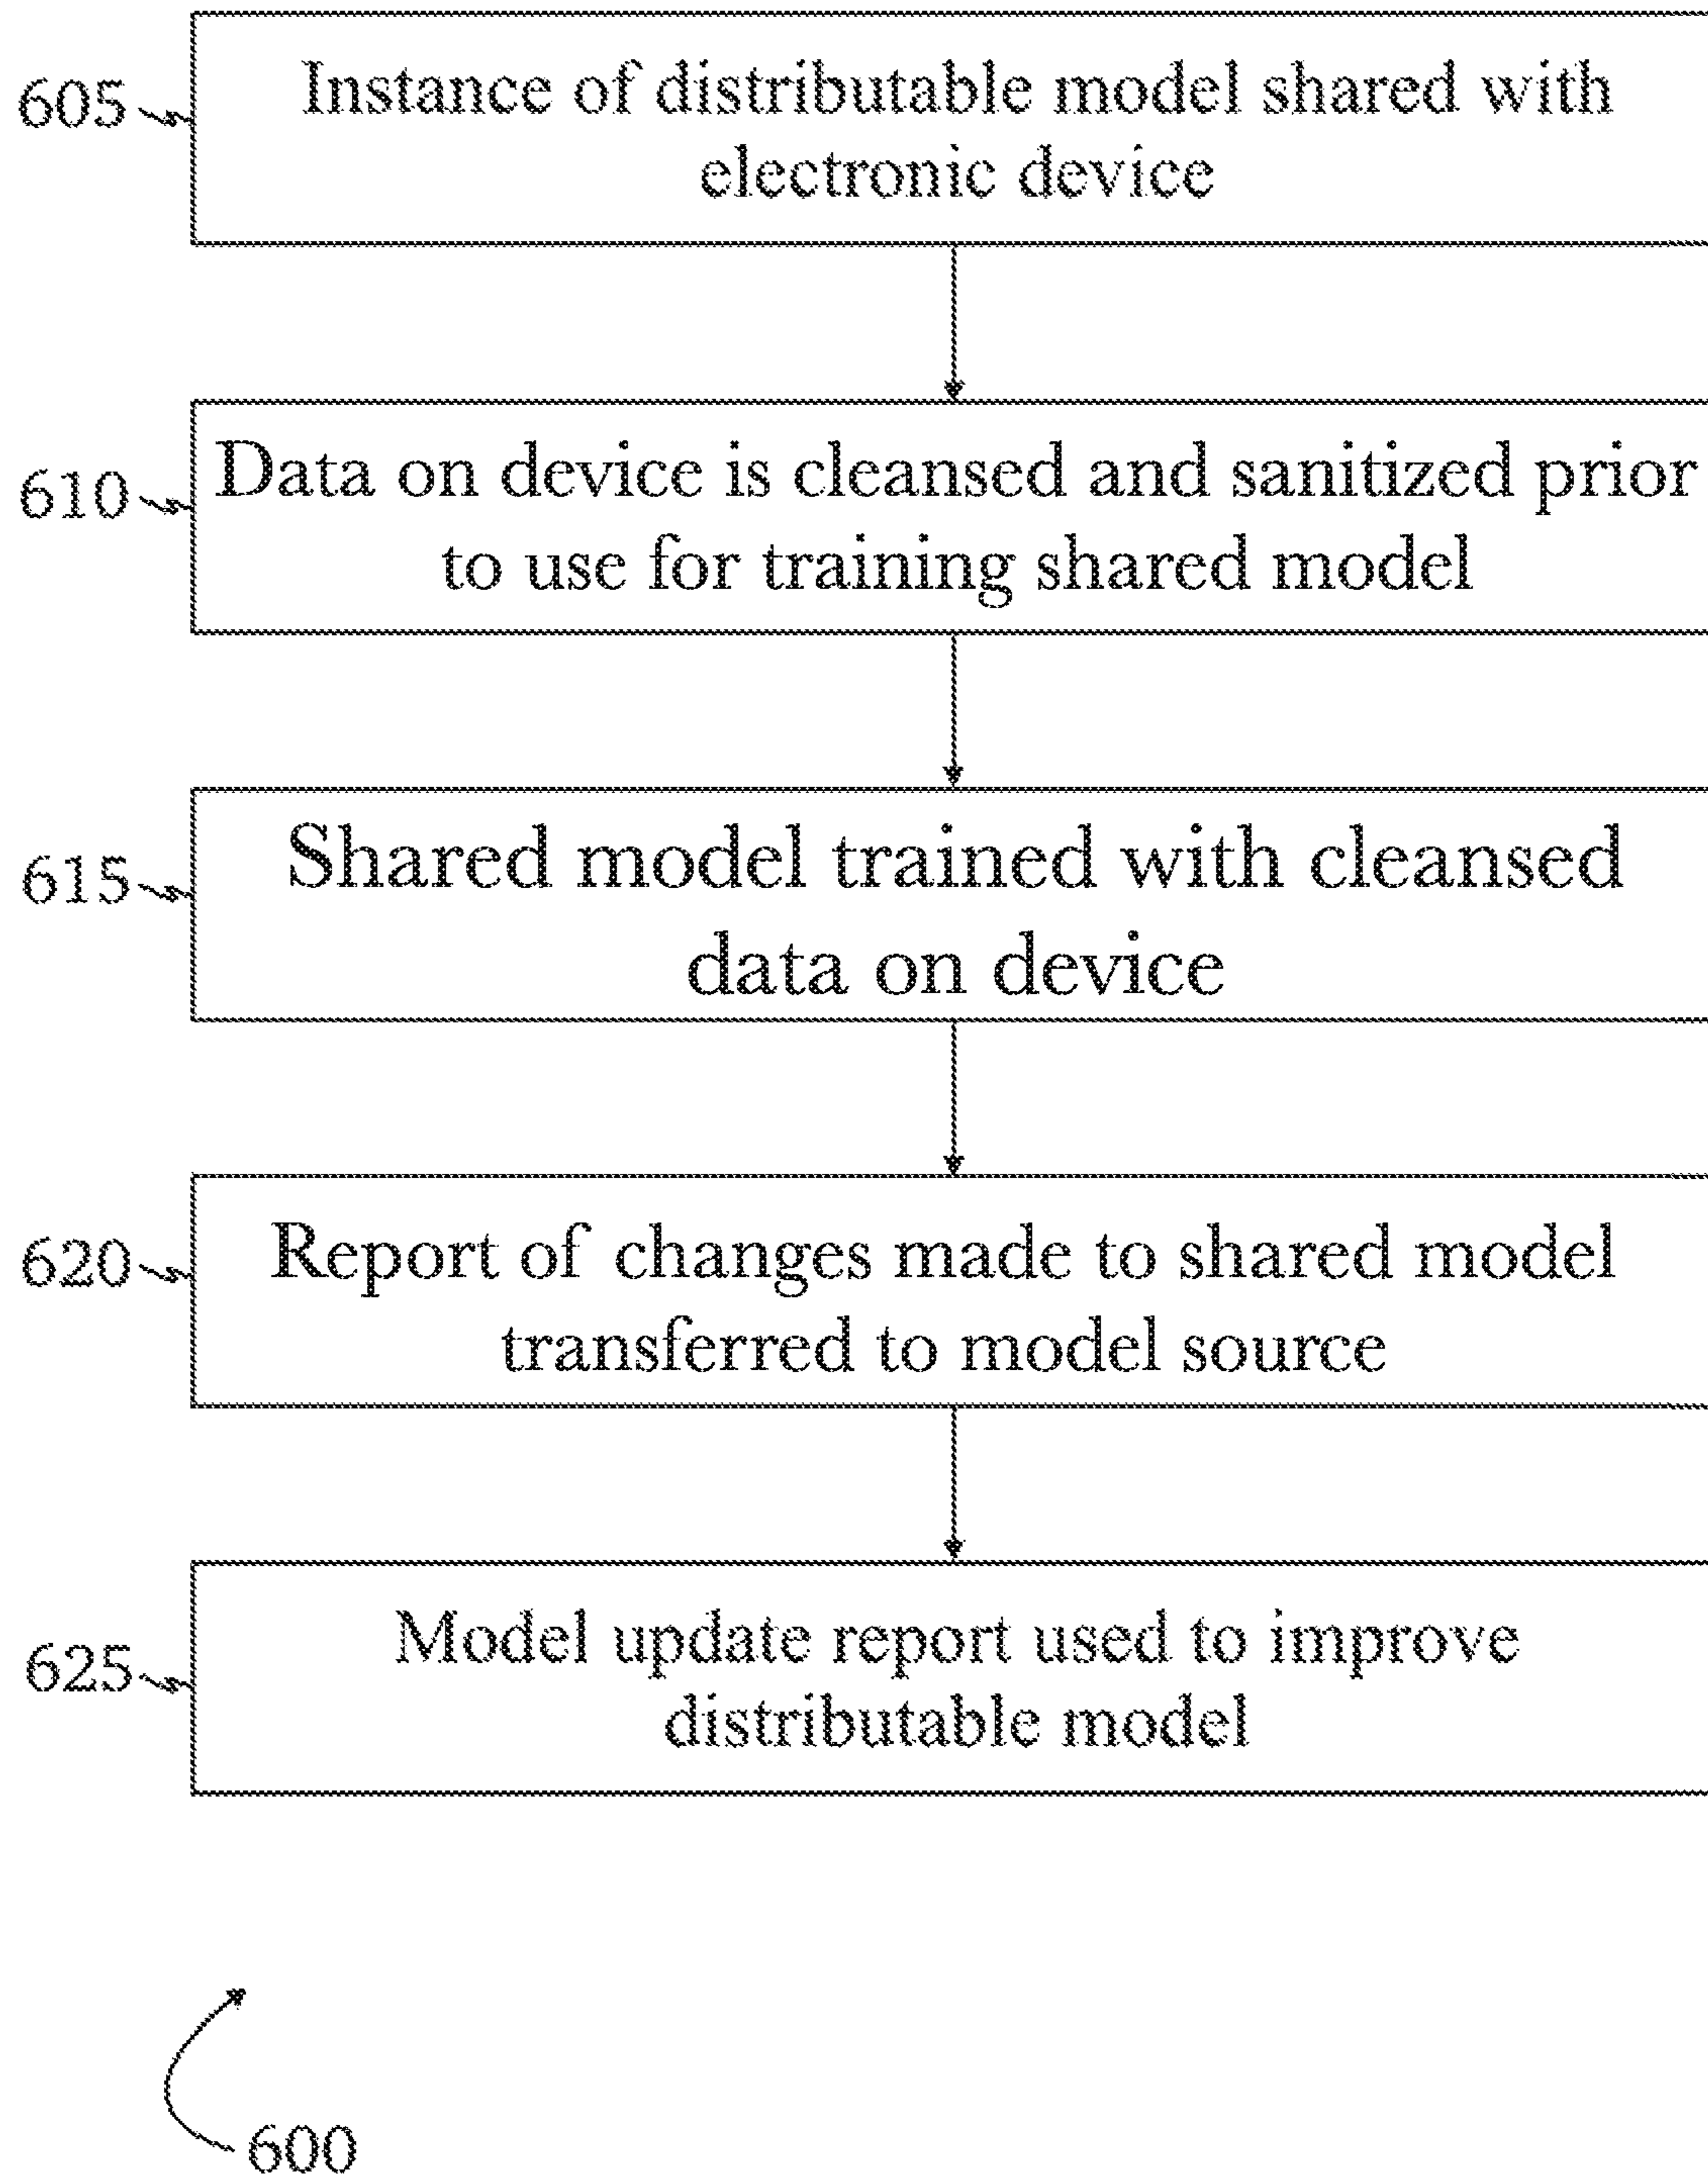 605
Instance of distributable model shared with
electronic device
610
Data on device is cleansed and sanitized prior
to use for training shared model
615
Shared model trained with cleansed
data on device
620
Report of changes made to shared model
transferred to model source
625
Model update report used to improve
distributable model
600